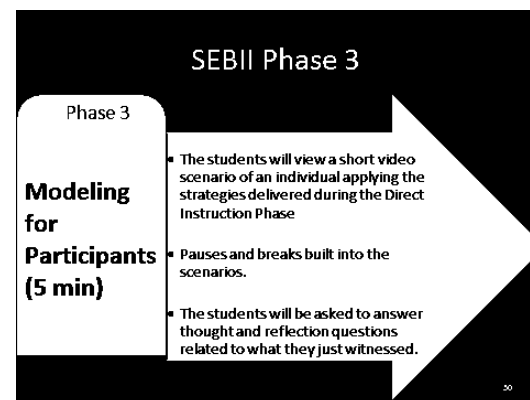 SEBII Phase 3
Phase 3
Modeling
for
Participants
(5 min)
• The students will view a short video
scenario of an individual applying the
strategies delivered during the Direct
Instruction Phase
• Pauses and breaks built into the
scenarios.
• The students will be asked to answer
thought and reflection questions
related to what they just witnessed.